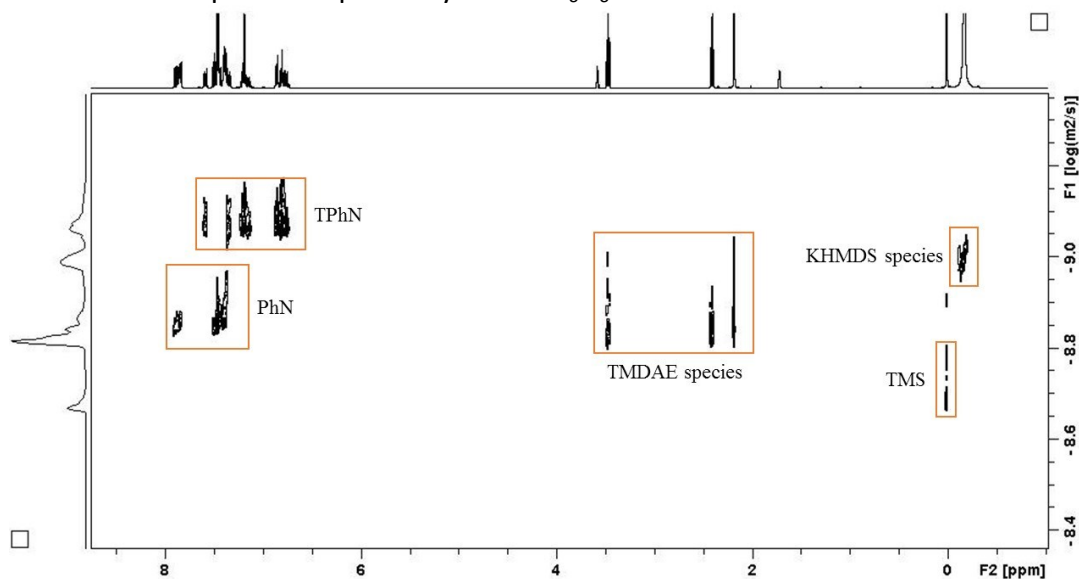 F1 [log(m2/s)]
TPhN
KHMDS species
-9.0
PhN
-8.8
TMDAE species
TMS
-8.6
-8.4
8
6
4
2
0
F2 [ppm]